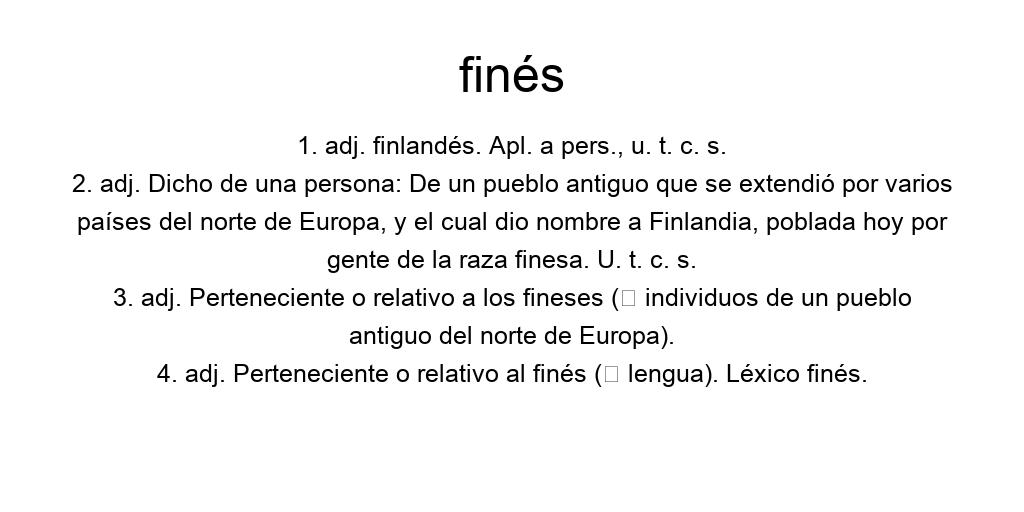 finés
1. adj. finlandés. Apl. a pers., u. t. c. s.
2. adj. Dicho de una persona: De un pueblo antiguo que se extendió por varios
países del norte de Europa, y el cual dio nombre a Finlandia, poblada hoy por
gente de la raza finesa. U. t. c. s.
3. adj. Perteneciente o relativo a los fineses (□ individuos de un pueblo
antiguo del norte de Europa).
4. adj. Perteneciente o relativo al finés (□ lengua). Léxico finés.